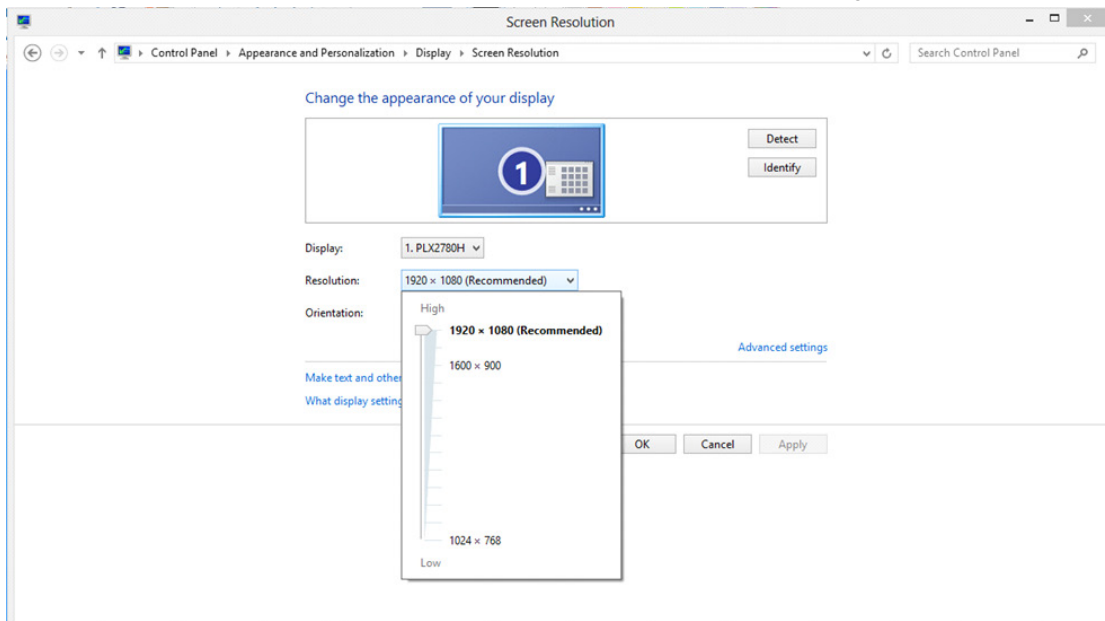 Screen Resolution
Control Panel Appearance and Personalization Display Screen Resolution
Search Control Panel
Change the appearance of your display
1
Detect
Identify
Display: 1. PLX2780H
Resolution: 1920 × 1080 (Recommended)
Orientation:
High
1920 × 1080 (Recommended)
1600 × 900
1024 × 768
Low
Advanced settings
Make text and other
What display setting
OK Cancel Apply